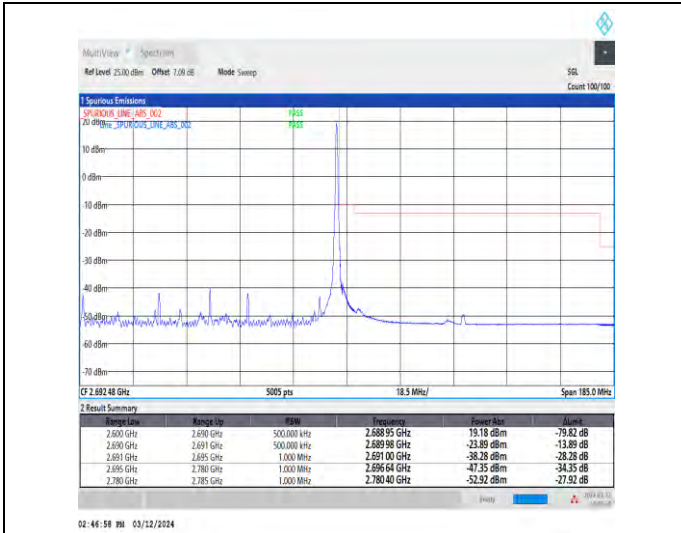 MultiView Spectrum
Ref Level 25.00 dBm Offset 7.09 dB Mode Sweep SGL
Count 100/100
1 Spurious Emissions
_SPURIOUS_LINE_ABS_002 PASS
20 dBm
Line _SPURIOUS_LINE_ABS_002 PASS
10 dBm
0 dBm
-10 dBm
-20 dBm
-30 dBm
-40 dBm
-50 dBm
-60 dBm
-70 dBm
CF 2.692 48 GHz 5005 pts 18.5 MHz/ Span 185.0 MHz
2 Result Summary
Range Low Range Up RBW Frequency Power Abs ΔLimit
2.600 GHz 2.690 GHz 500.000 kHz 2.688 95 GHz 19.18 dBm -79.82 dB
2.690 GHz 2.691 GHz 500.000 kHz 2.689 98 GHz -23.89 dBm -13.89 dB
2.691 GHz 2.695 GHz 1.000 MHz 2.691 00 GHz -38.28 dBm -28.28 dB
2.695 GHz 2.780 GHz 1.000 MHz 2.696 64 GHz -47.35 dBm -34.35 dB
2.780 GHz 2.785 GHz 1.000 MHz 2.780 40 GHz -52.92 dBm -27.92 dB
02:46:58 PM 03/12/2024